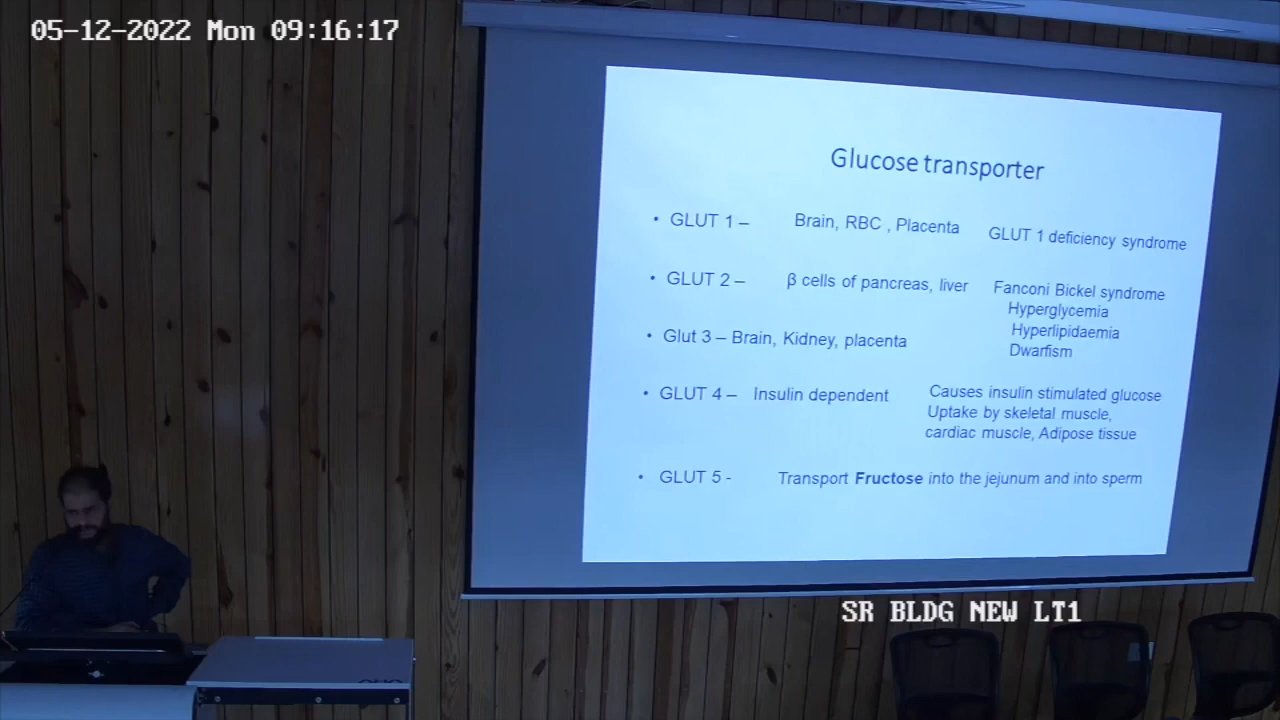 05-12-2022 Mon 09:16:17
Glucose transporter
• GLUT 1 – Brain, RBC , Placenta GLUT 1 deficiency syndrome
• GLUT 2 – β cells of pancreas, liver Fanconi Bickel syndrome
Hyperglycemia
Hyperlipidaemia
Dwarfism
• Glut 3 – Brain, Kidney, placenta
• GLUT 4 – Insulin dependent Causes insulin stimulated glucose
Uptake by skeletal muscle,
cardiac muscle, Adipose tissue
• GLUT 5 - Transport Fructose into the jejunum and into sperm
SR BLDG NEW LT1